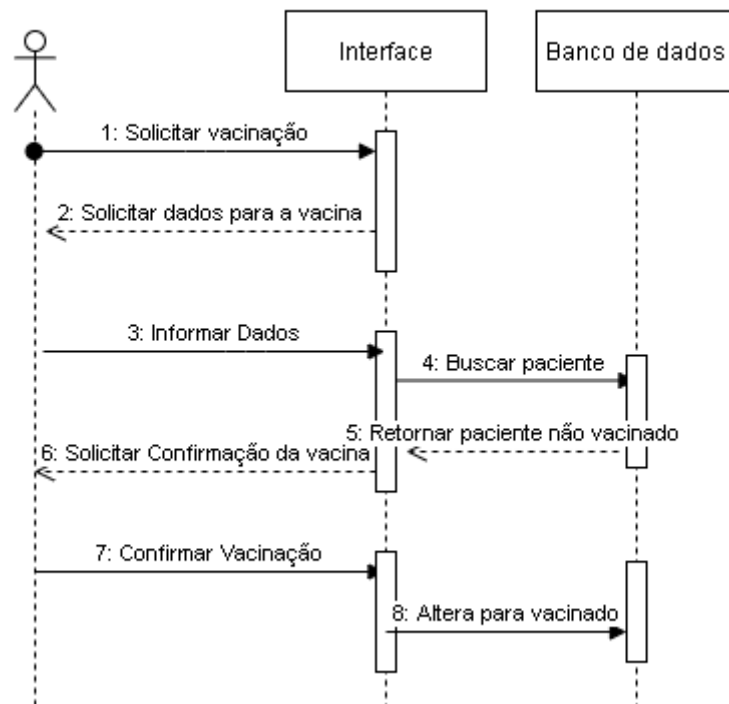 Interface
Banco de dados
1: Solicitar vacinação
2: Solicitar dados para a vacina
3: Informar Dados
4: Buscar paciente
5: Retornar paciente não vacinado
6: Solicitar Confirmação da vacina
7: Confirmar Vacinação
8: Altera para vacinado